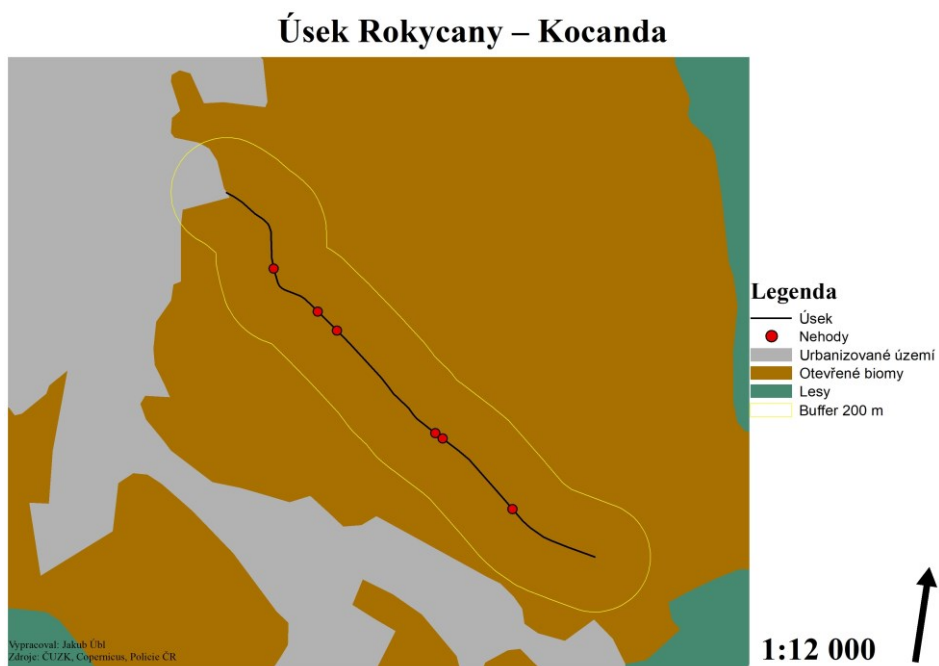 Úsek Rokycany – Kocanda
Legenda
Úsek
Nehody
Urbanizované území
Otevřené biomy
Lesy
Buffer 200 m
Vypracoval: Jakub Übl
Zdroje: ČUZK, Copernicus, Policie ČR
1:12 000